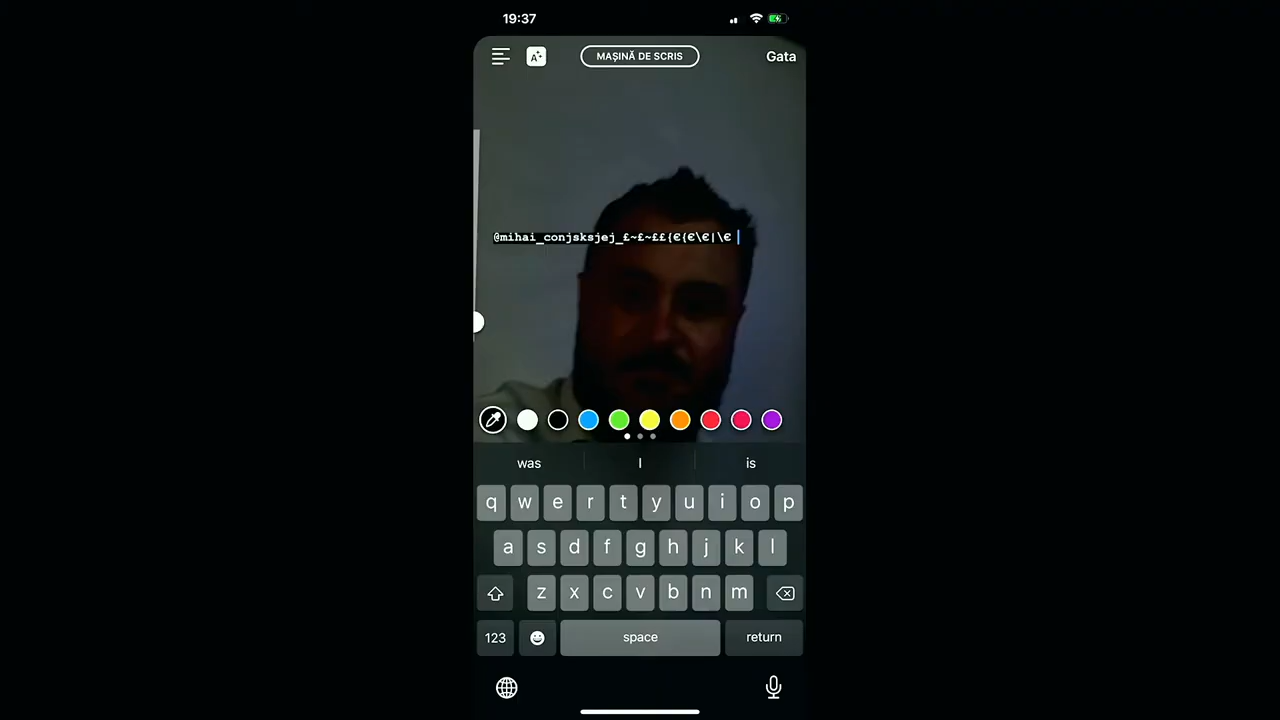 19:37
MAȘINĂ DE SCRIS
Gata
@mihai_conjsksjej_£~£~££{€{€\€|\€
was I is
q w e r t y u i o p
a s d f g h j k l
z x c v b n m
123 space return